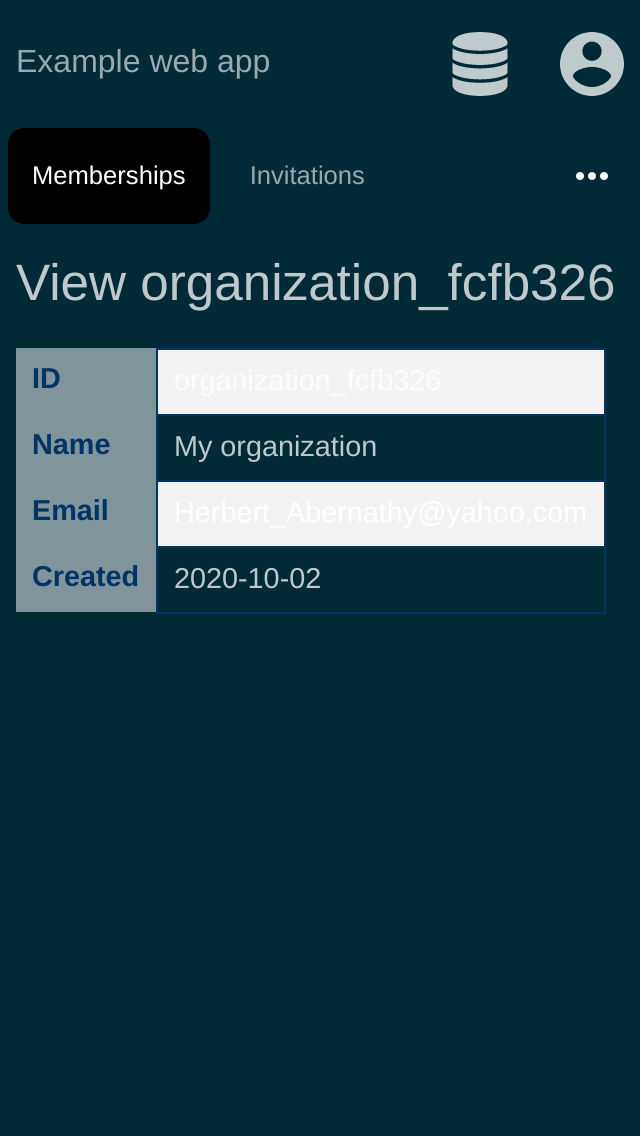 Example web app
Memberships Invitations
View organization_fcfb326
ID organization_fcfb326
Name My organization
Email Herbert_Abernathy@yahoo.com
Created 2020-10-02